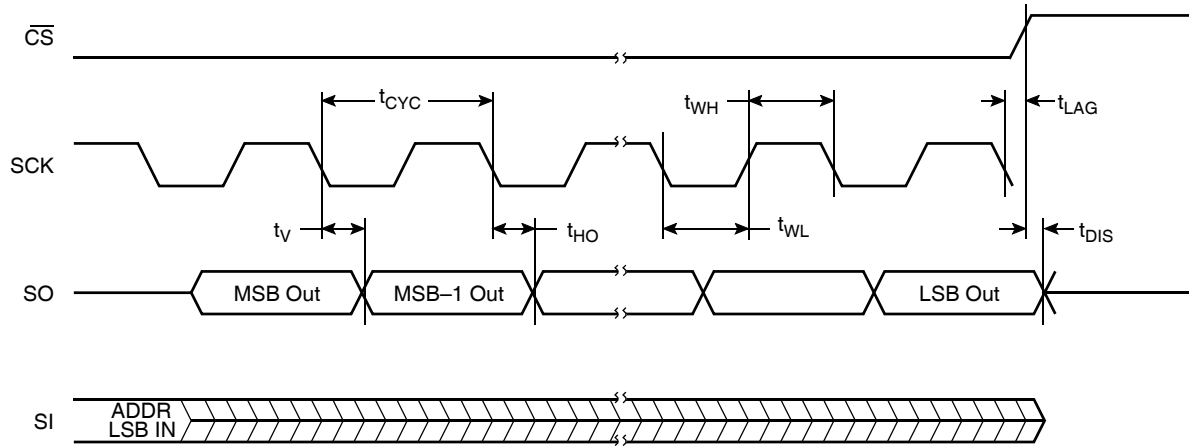 CS
tCYC
tWH
tLAG
SCK
tV
tHO
tWL
tDIS
SO
MSB Out
MSB–1 Out
LSB Out
SI
ADDR
LSB IN